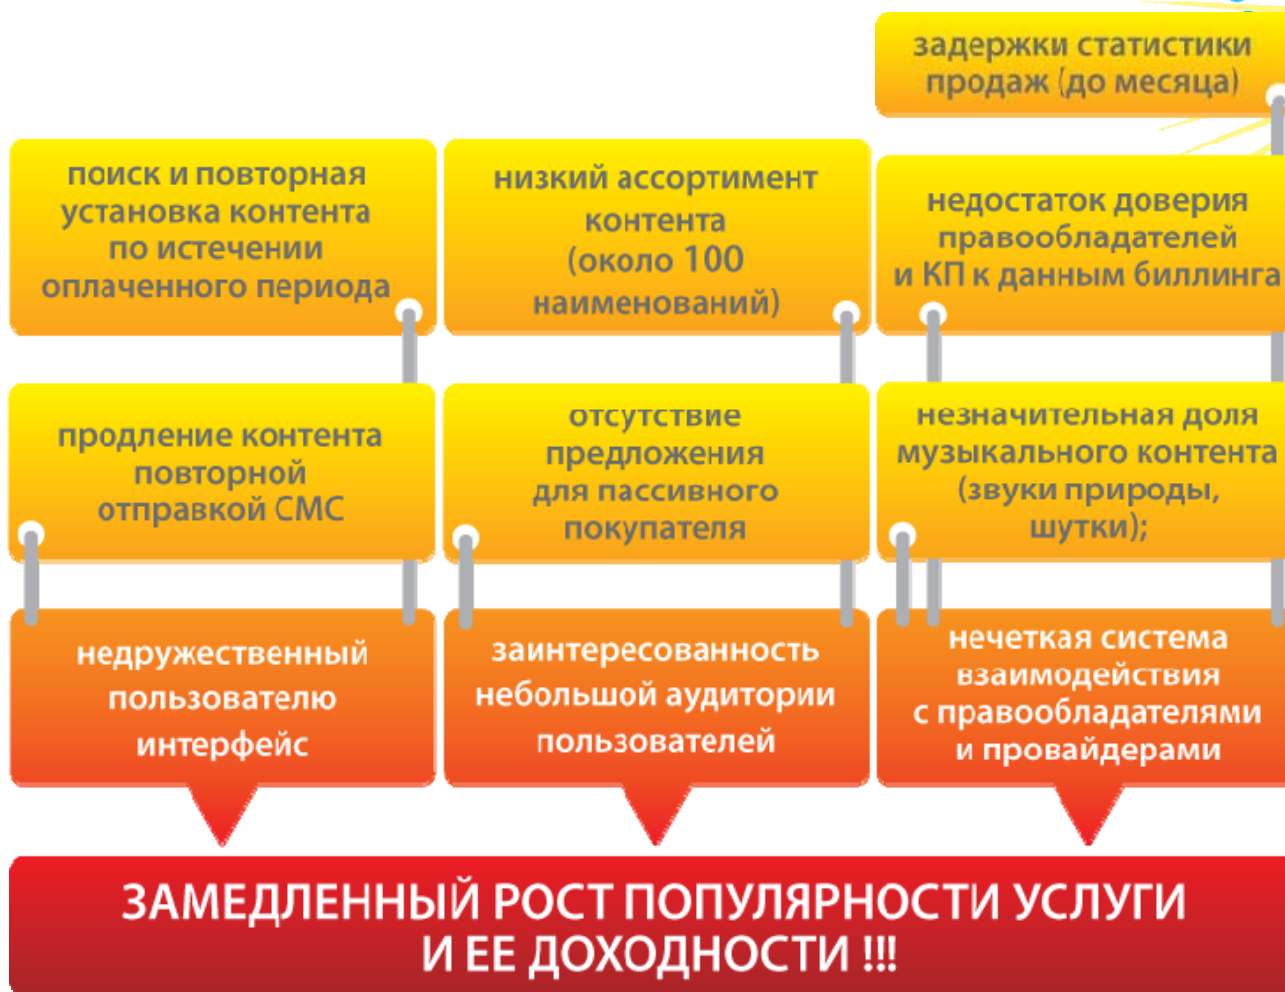 задержки статистики
продаж (до месяца)
поиск и повторная
установка контента
по истечении
оплаченного периода
низкий ассортимент
контента
(около 100
наименований)
недостаток доверия
правообладателей
и КП к данным биллинга
продление контента
повторной
отправкой СМС
отсутствие
предложения
для пассивного
покупателя
незначительная доля
музыкального контента
(звуки природы,
шутки);
недружественный
пользователю
интерфейс
заинтересованность
небольшой аудитории
пользователей
нечеткая система
взаимодействия
с правообладателями
и провайдерами
ЗАМЕДЛЕННЫЙ РОСТ ПОПУЛЯРНОСТИ УСЛУГИ
И ЕЕ ДОХОДНОСТИ !!!